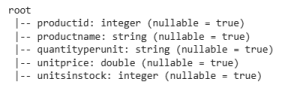 root
 |-- productid: integer (nullable = true)
 |-- productname: string (nullable = true)
 |-- quantityperunit: string (nullable = true)
 |-- unitprice: double (nullable = true)
 |-- unitsinstock: integer (nullable = true)